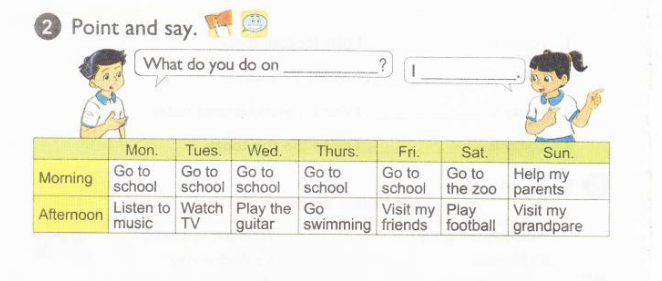 2 Point and say.
What do you do on ____________?
I ____________.
Mon. Tues. Wed. Thurs. Fri. Sat. Sun.
Morning Go to school Go to school Go to school Go to school Go to school Go to the zoo Help my parents
Afternoon Listen to music Watch TV Play the guitar Go swimming Visit my friends Play football Visit my grandpare